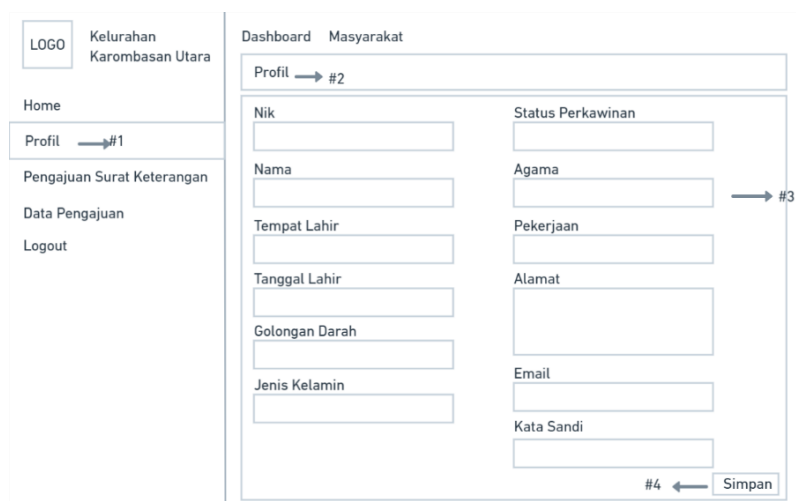 LOGO
Kelurahan
Karombasan Utara
Home
Profil #1
Pengajuan Surat Keterangan
Data Pengajuan
Logout
Dashboard Masyarakat
Profil #2
Nik
Nama
Tempat Lahir
Tanggal Lahir
Golongan Darah
Jenis Kelamin
Status Perkawinan
Agama
#3
Pekerjaan
Alamat
Email
Kata Sandi
#4 Simpan